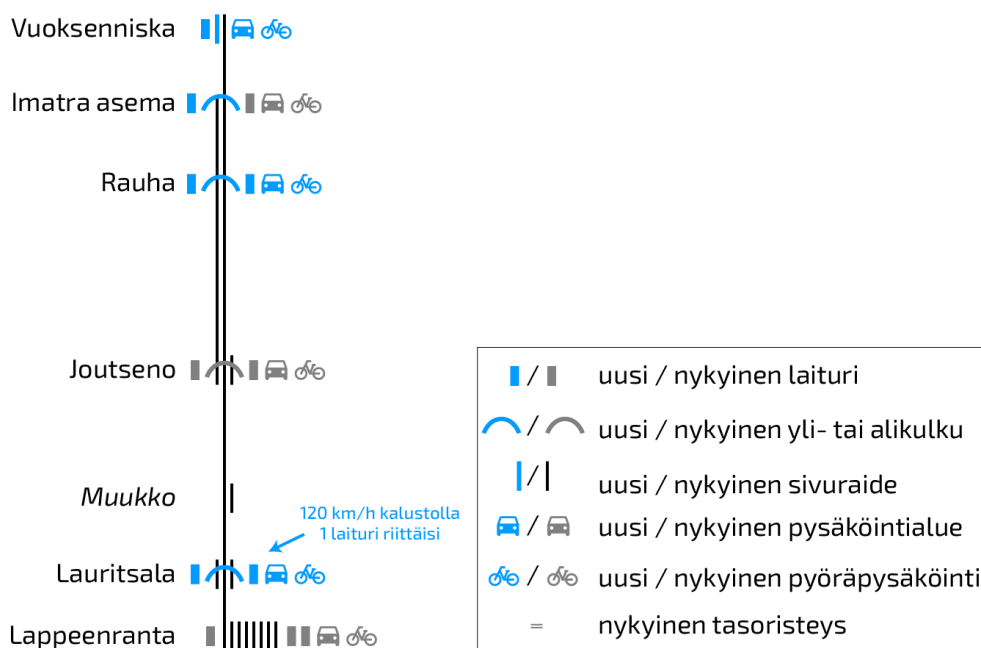 Vuoksenniska
Imatra asema
Rauha
Joutseno
Muukko
120 km/h kalustolla
1 laituri riittäisi
Lauritsala
Lappeenranta
/ uusi / nykyinen laituri
/ uusi / nykyinen yli- tai alikulku
/ uusi / nykyinen sivuraide
/ uusi / nykyinen pysäköintialue
/ uusi / nykyinen pyöräpysäköinti
= nykyinen tasoristeys